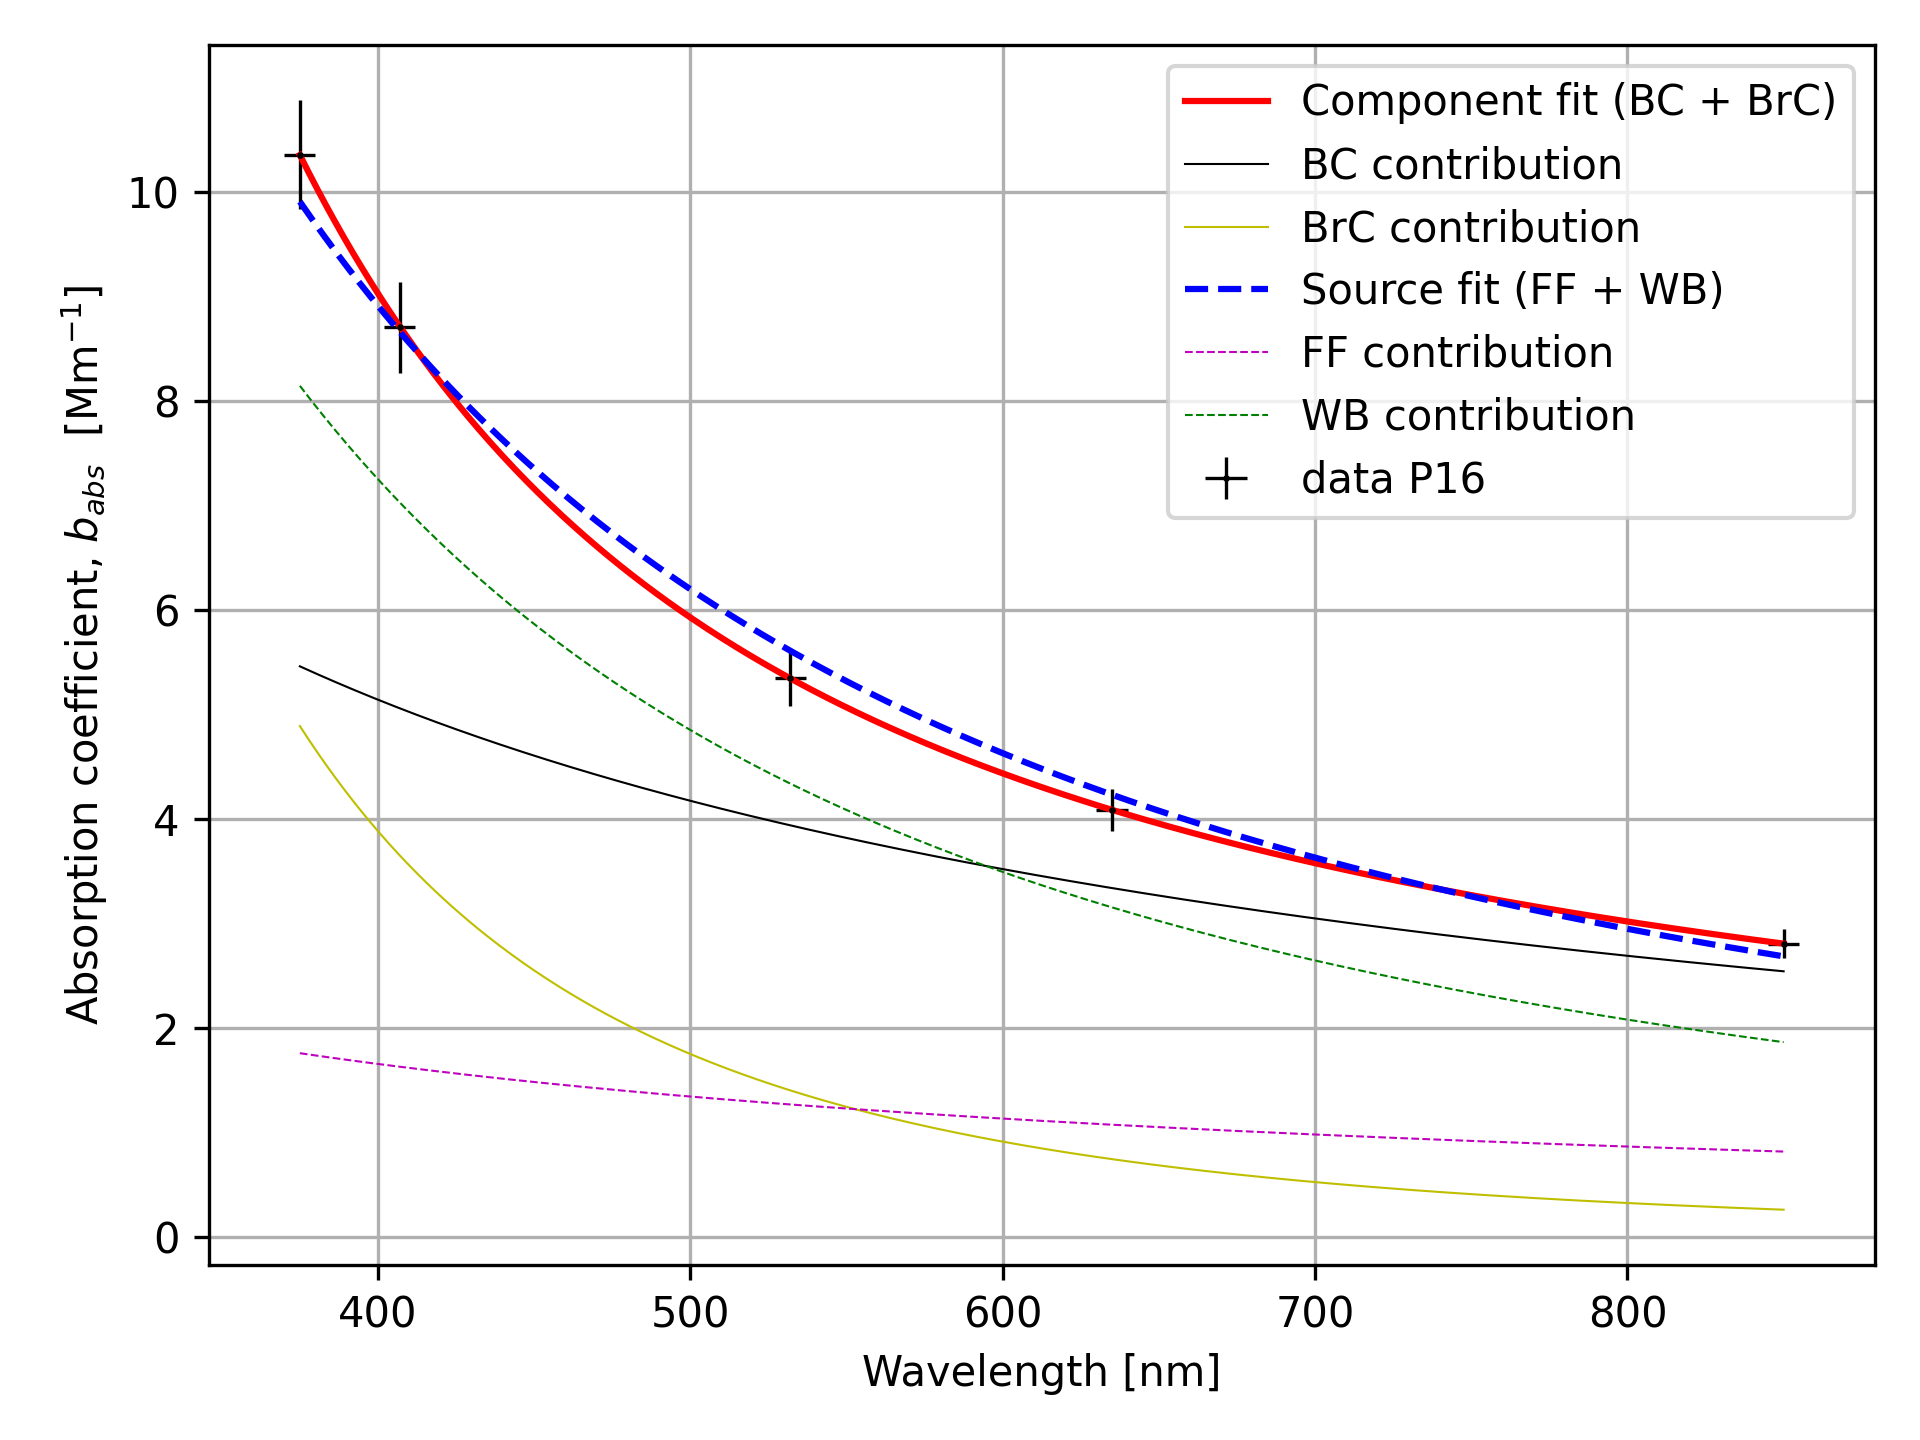 Absorption coefficient, b_abs [Mm⁻¹]
10
8
6
4
2
0
Component fit (BC + BrC)
BC contribution
BrC contribution
Source fit (FF + WB)
FF contribution
WB contribution
data P16
400 500 600 700 800
Wavelength [nm]